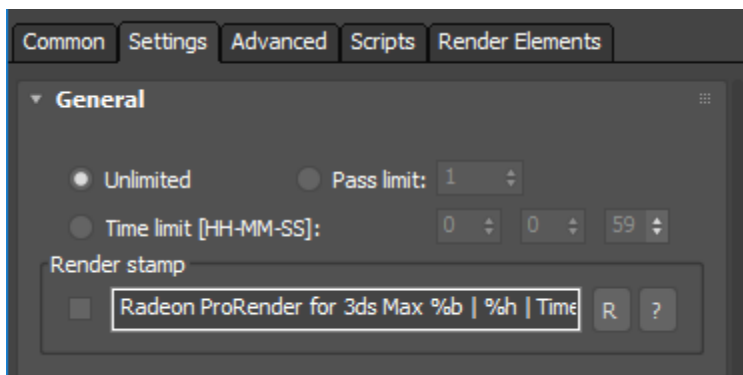 Common Settings Advanced Scripts Render Elements
General
Unlimited Pass limit: 1
Time limit [HH-MM-SS]: 0 0 59
Render stamp
Radeon ProRender for 3ds Max %b | %h | Time R ?